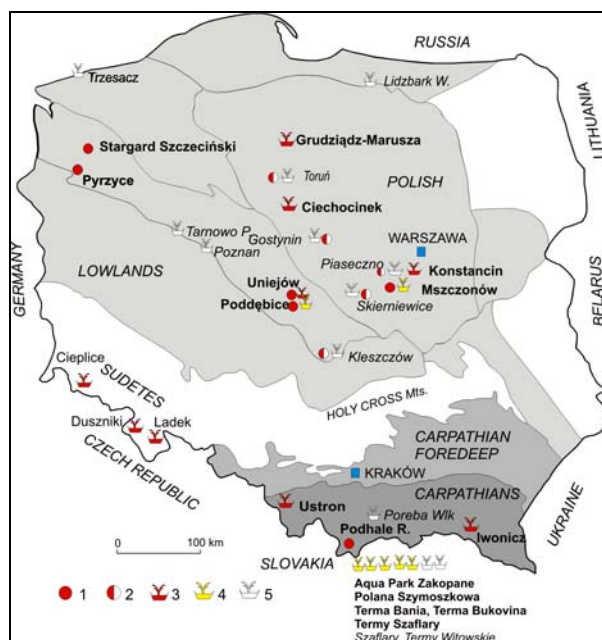 RUSSIA
Trzesacz
Lidzbark W.
LITHUANIA
Stargard Szczeciński
Grudziądz-Marusza
Pyrzyce
Toruń
POLISH
Ciechocinek
Tarnowo P.
Gostynin
Poznan
WARSZAWA
GERMANY
LOWLANDS
Piaseczno
Konstancin
BELARUS
Uniejów
Mszczonów
Poddębice
Skierniewice
Kleszczów
Cieplice
SUDETES
HOLY CROSS Mts.
Duszniki
Ladek
CZECH REPUBLIC
CARPATHIAN
FOREDEEP
KRAKÓW
CARPATHIANS
UKRAINE
Ustron
Poreba Wlk
Iwonicz
Podhale R.
0 100 km
SLOVAKIA
1 2 3 4 5
Aqua Park Zakopane
Polana Szymoszkowa
Terma Bania, Terma Bukovina
Termy Szaflary
Szaflary, Termy Witowskie